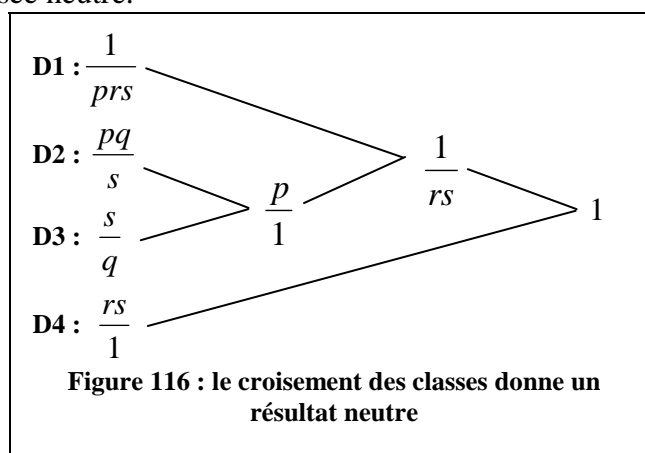 D1 : 1/prs
D2 : pq/s
D3 : s/q
D4 : rs/1
p/1
1/rs
1
Figure 116 : le croisement des classes donne un
résultat neutre